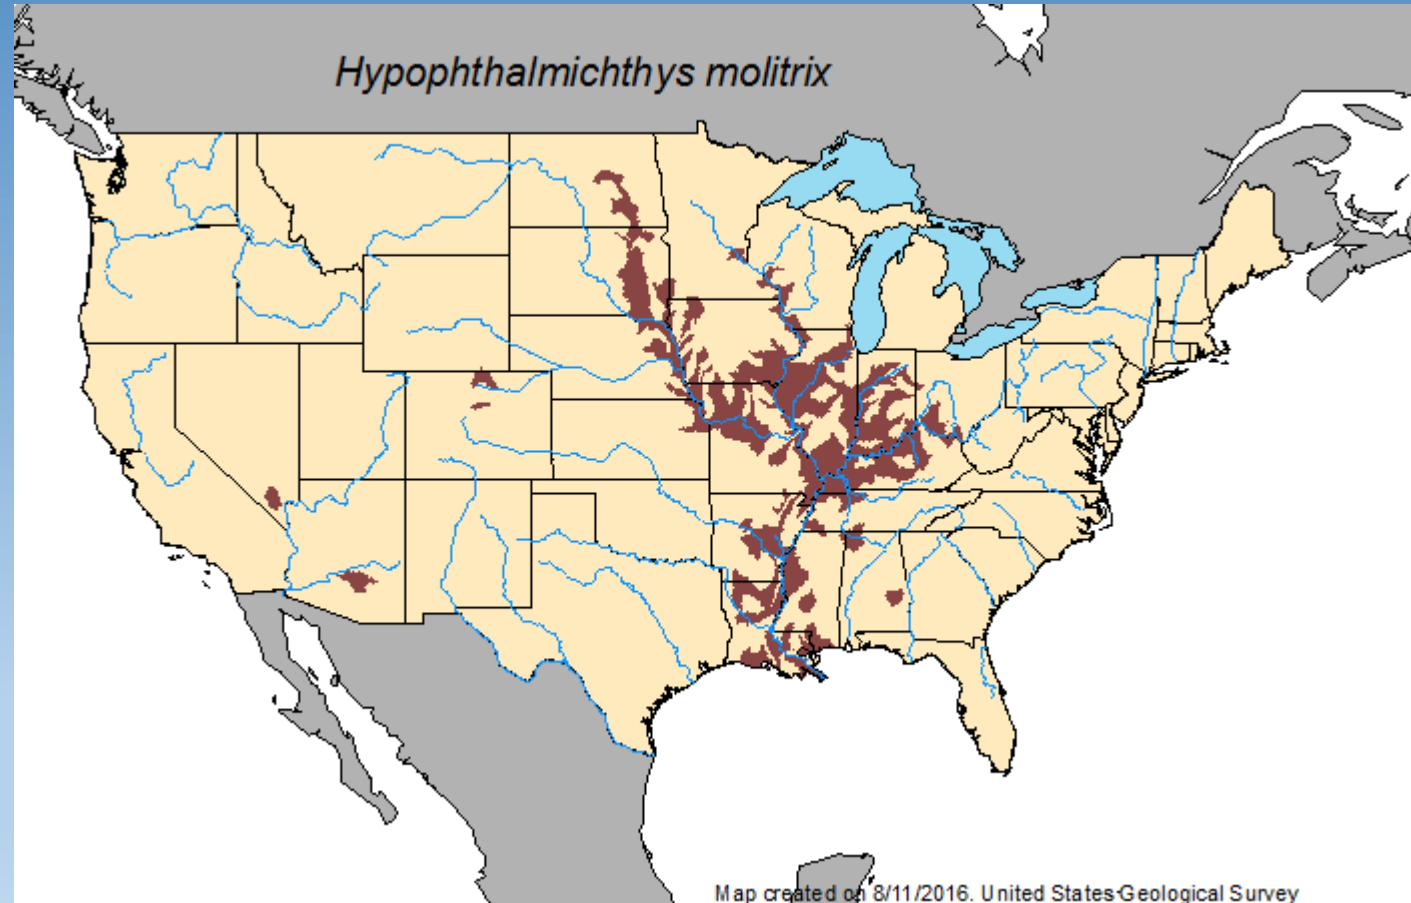 Hypophthalmichthys molitrix
Map created on 8/11/2016. United States Geological Survey